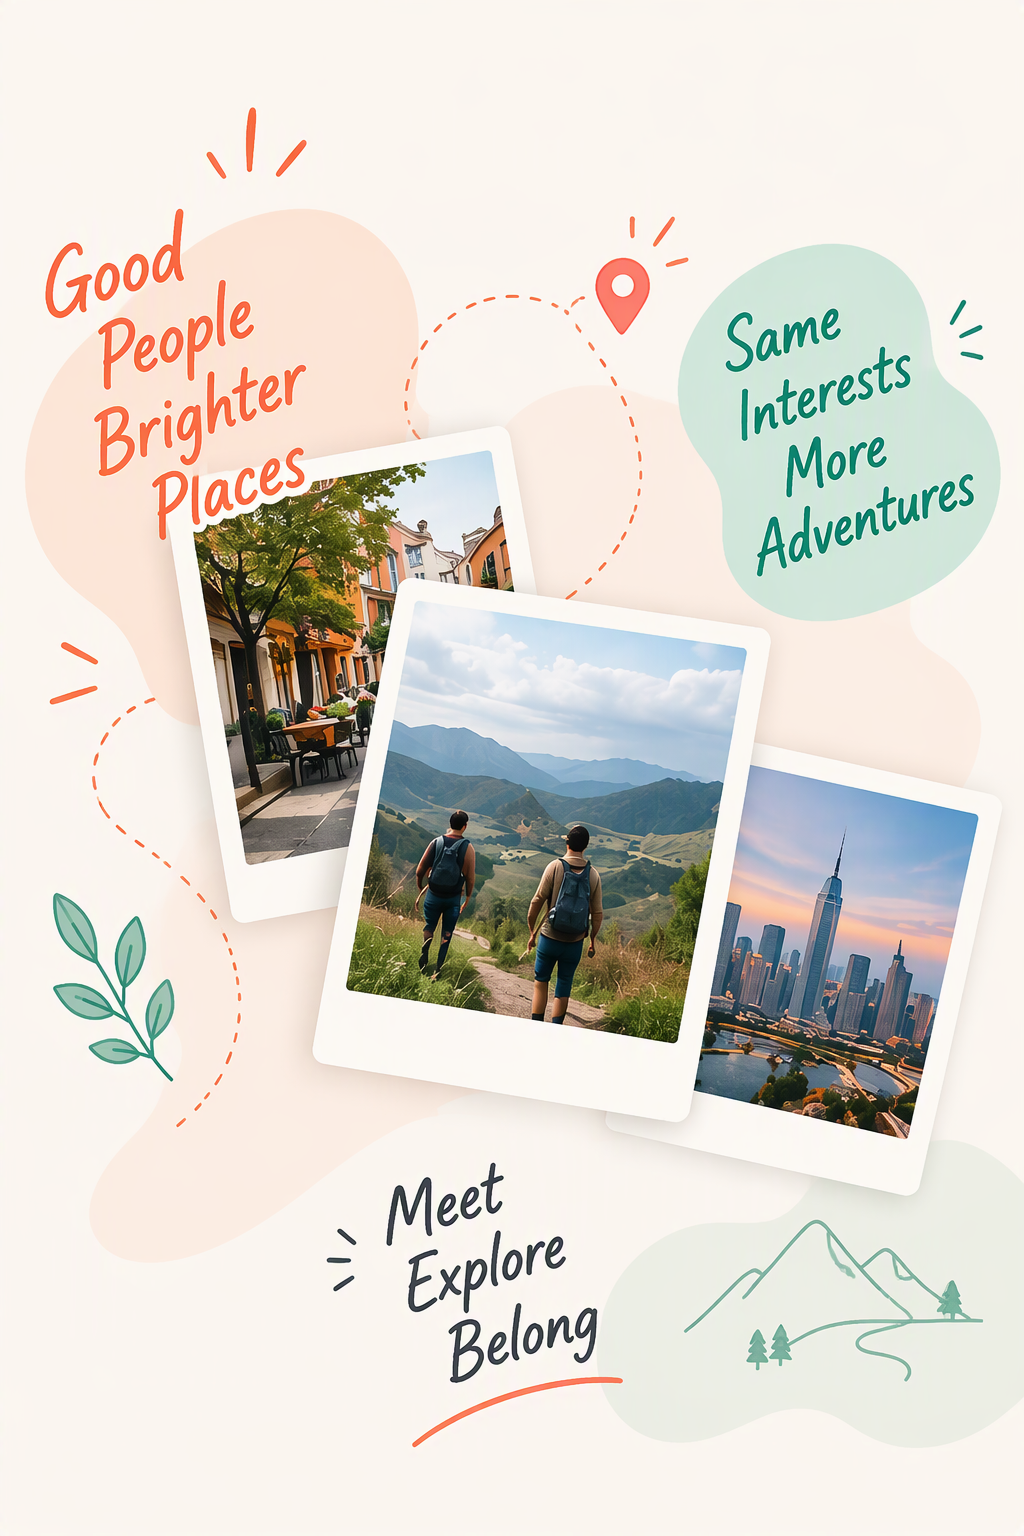 Good
People
Brighter
Places
Same
Interests
More
Adventures
Meet
Explore
Belong